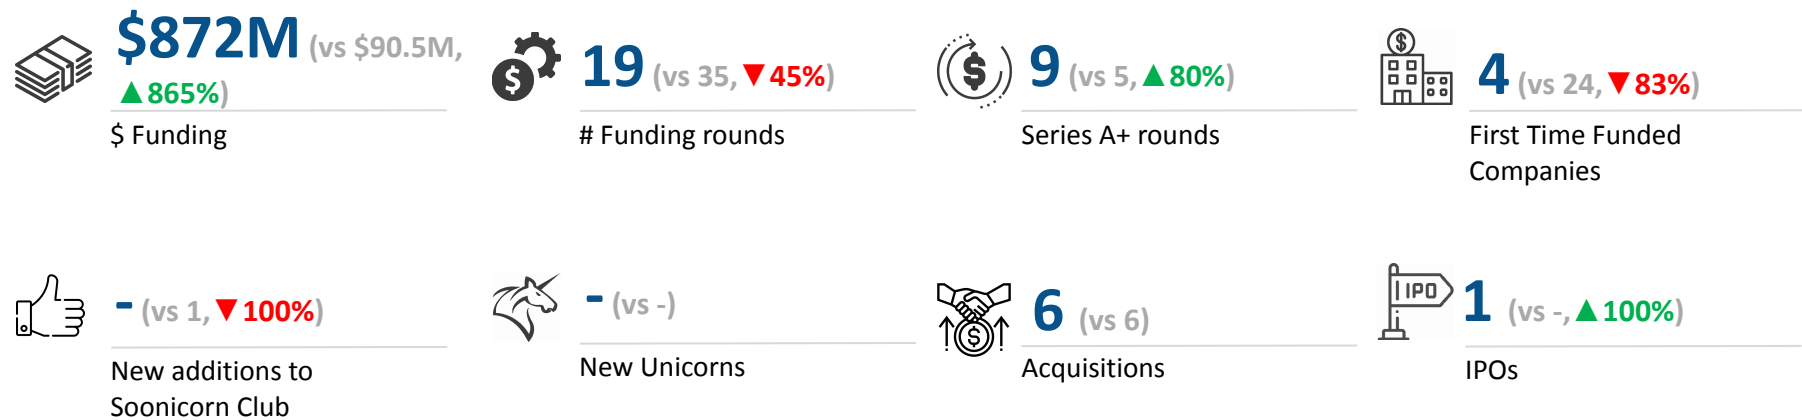 $872M (vs $90.5M,
▲865%)
$ Funding
19 (vs 35, ▼45%)
# Funding rounds
9 (vs 5, ▲80%)
Series A+ rounds
4 (vs 24, ▼83%)
First Time Funded
Companies
- (vs 1, ▼100%)
New additions to
Soonicorn Club
- (vs -)
New Unicorns
6 (vs 6)
Acquisitions
IPO
1 (vs -, ▲100%)
IPOs